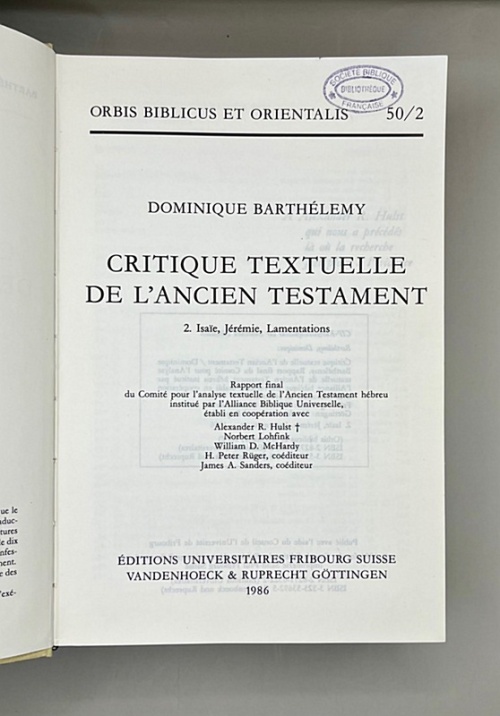 SOCIÉTÉ BIBLIQUE
BIBLIOTHÈQUE
FRANÇAISE
ORBIS BIBLICUS ET ORIENTALIS 50/2
DOMINIQUE BARTHÉLEMY
CRITIQUE TEXTUELLE
DE L'ANCIEN TESTAMENT
2. Isaïe, Jérémie, Lamentations
Rapport final
du Comité pour l'analyse textuelle de l'Ancien Testament hébreu
institué par l'Alliance Biblique Universelle,
établi en coopération avec
Alexander R. Hulst †
Norbert Lohfink
William D. McHardy
H. Peter Rüger, coéditeur
James A. Sanders, coéditeur
ÉDITIONS UNIVERSITAIRES FRIBOURG SUISSE
VANDENHOECK & RUPRECHT GÖTTINGEN
1986